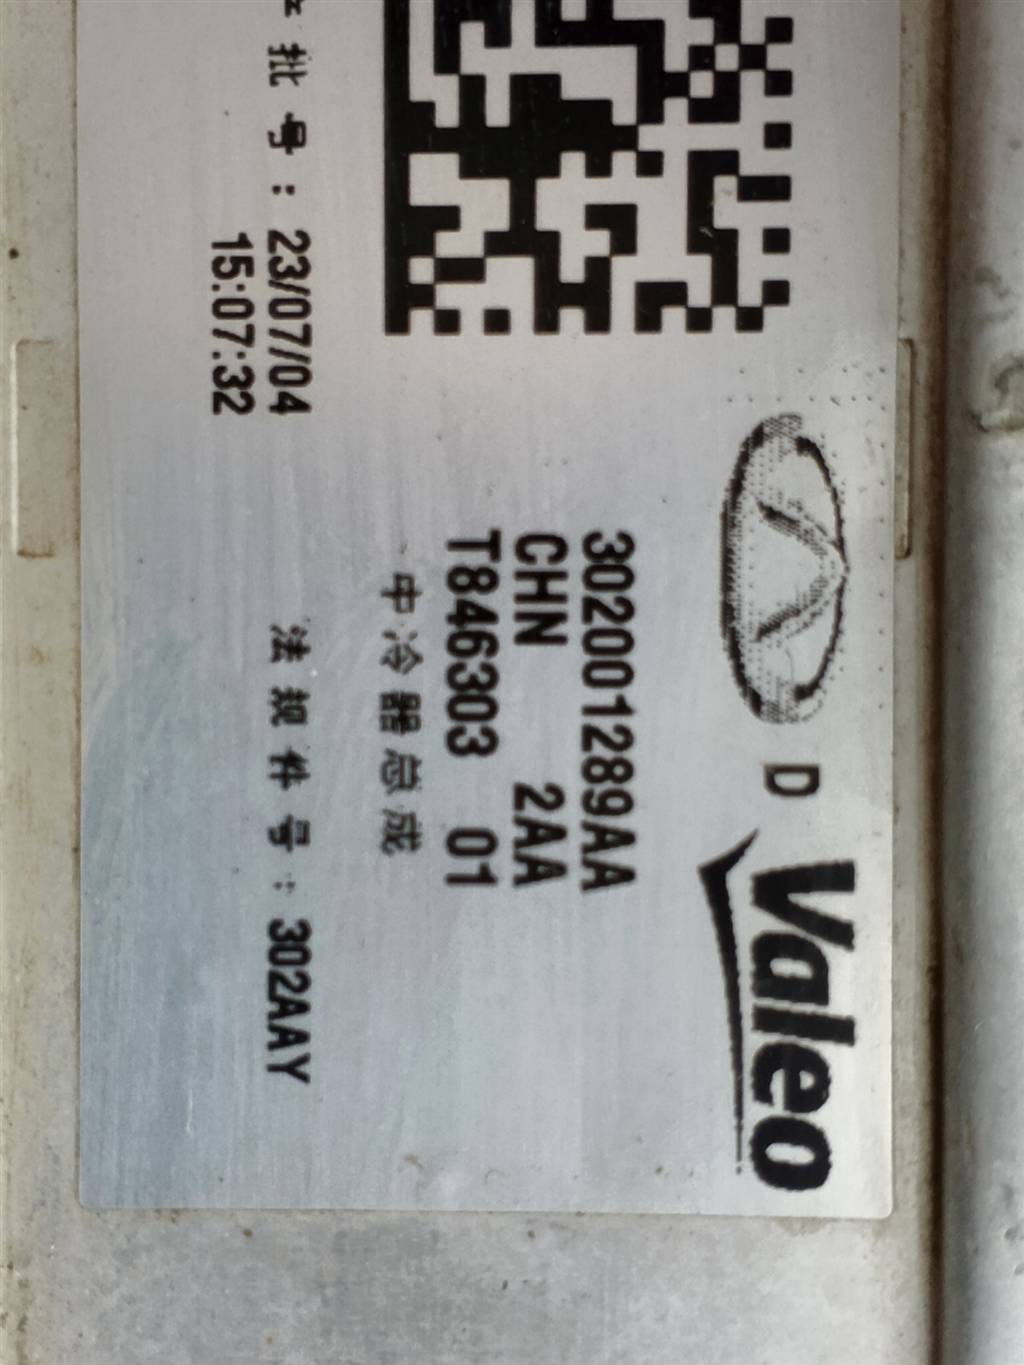 D Valeo
302001289AA
CHN 2AA
T846303 01
中冷器总成
批号：23/07/04
15:07:32
法规件号：302AAY